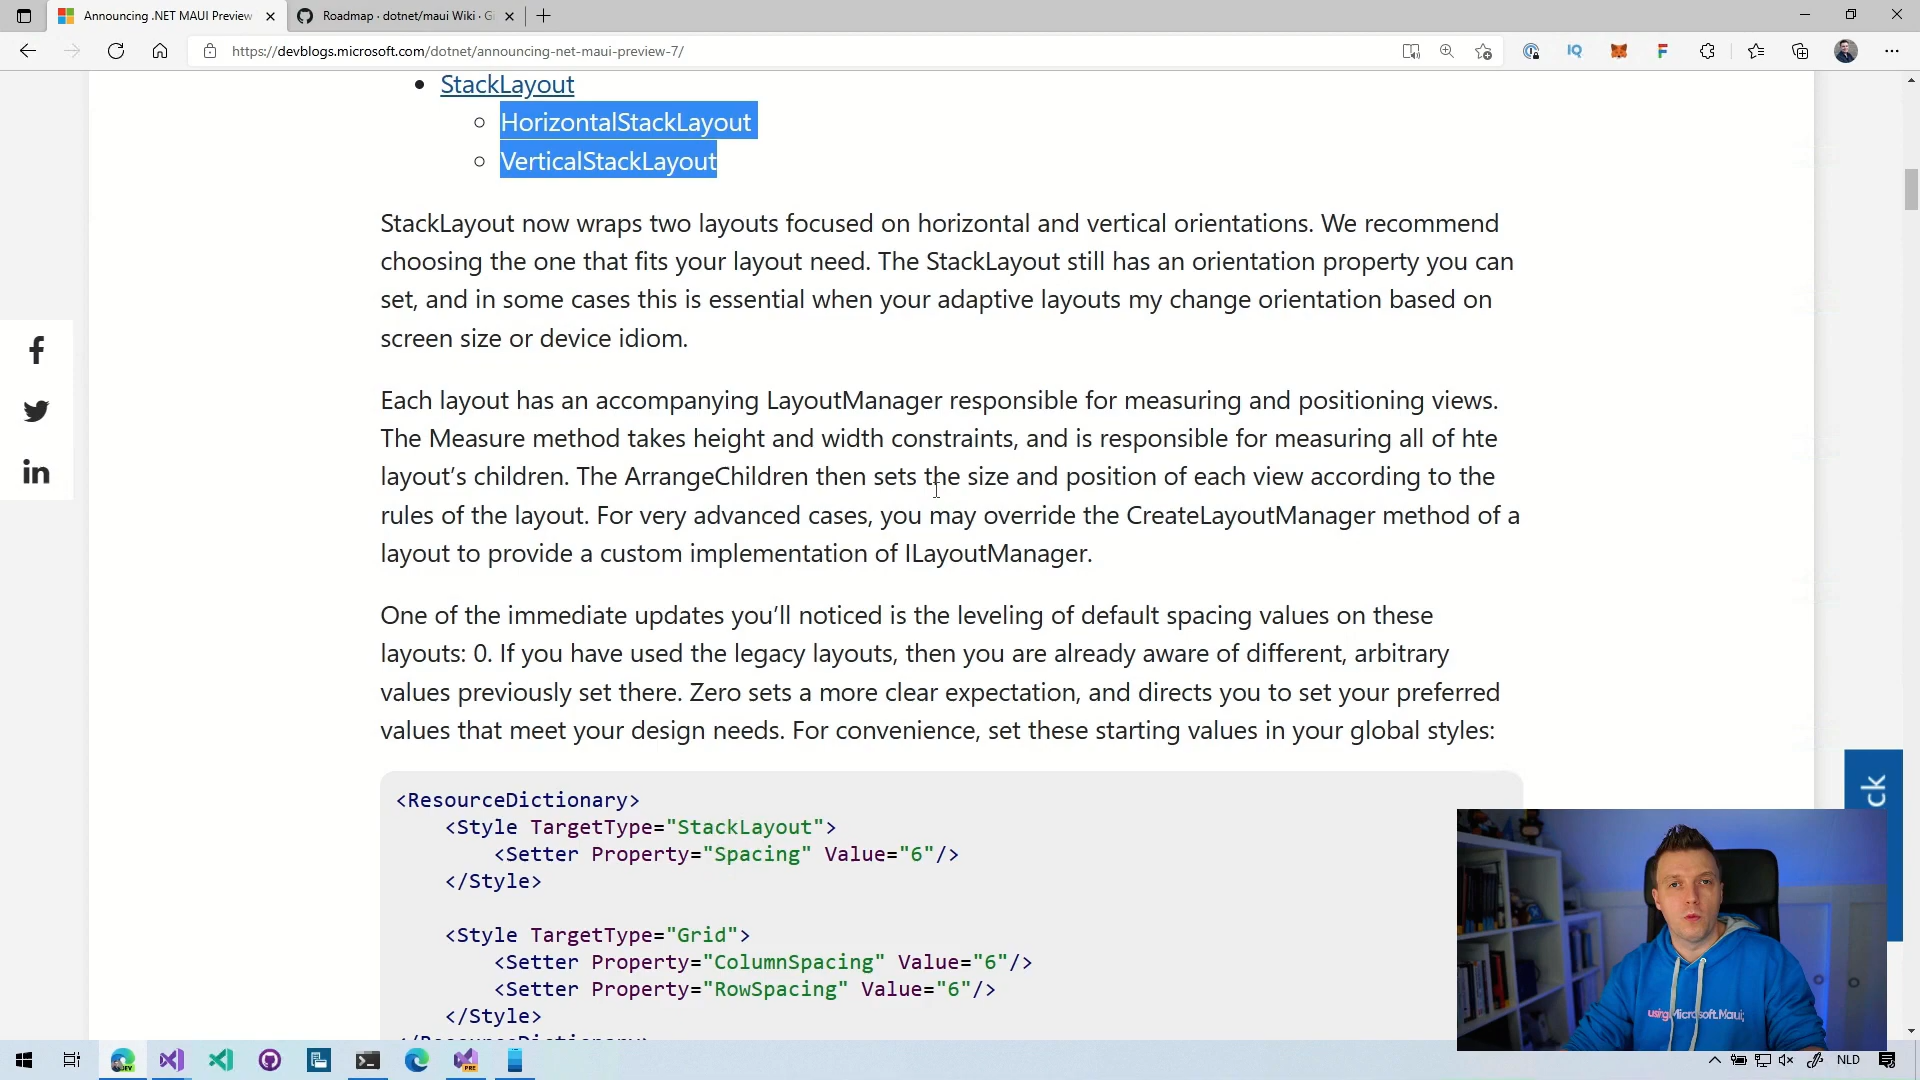 Announcing .NET MAUI Preview
Roadmap · dotnet/maui Wiki · Gi
https://devblogs.microsoft.com/dotnet/announcing-net-maui-preview-7/
StackLayout
HorizontalStackLayout
VerticalStackLayout
StackLayout now wraps two layouts focused on horizontal and vertical orientations. We recommend
choosing the one that fits your layout need. The StackLayout still has an orientation property you can
set, and in some cases this is essential when your adaptive layouts my change orientation based on
screen size or device idiom.
Each layout has an accompanying LayoutManager responsible for measuring and positioning views.
The Measure method takes height and width constraints, and is responsible for measuring all of hte
layout’s children. The ArrangeChildren then sets the size and position of each view according to the
rules of the layout. For very advanced cases, you may override the CreateLayoutManager method of a
layout to provide a custom implementation of ILayoutManager.
One of the immediate updates you’ll noticed is the leveling of default spacing values on these
layouts: 0. If you have used the legacy layouts, then you are already aware of different, arbitrary
values previously set there. Zero sets a more clear expectation, and directs you to set your preferred
values that meet your design needs. For convenience, set these starting values in your global styles:
<ResourceDictionary>
<Style TargetType="StackLayout">
<Setter Property="Spacing" Value="6"/>
</Style>
<Style TargetType="Grid">
<Setter Property="ColumnSpacing" Value="6"/>
<Setter Property="RowSpacing" Value="6"/>
</Style>
</ResourceDictionary>
ck
usingMicrosoft.Maui;
NLD